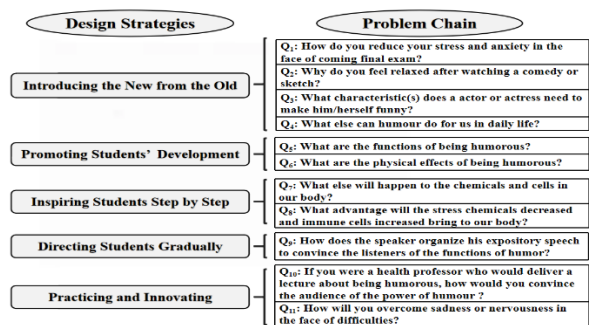 Design Strategies
Problem Chain
Introducing the New from the Old
Q1: How do you reduce your stress and anxiety in the
face of coming final exam?
Q2: Why do you feel relaxed after watching a comedy or
sketch?
Q3: What characteristic(s) does a actor or actress need to
make him/herself funny?
Q4: What else can humour do for us in daily life?
Promoting Students' Development
Q5: What are the functions of being humorous?
Q6: What are the physical effects of being humorous?
Inspiring Students Step by Step
Q7: What else will happen to the chemicals and cells in
our body?
Q8: What advantage will the stress chemicals decreased
and immune cells increased bring to our body?
Directing Students Gradually
Q9: How does the speaker organize his expository speech
to convince the listeners of the functions of humor?
Practicing and Innovating
Q10: If you were a health professor who would deliver a
lecture about being humorous, how would you convince
the audience of the power of humour ?
Q11: How will you overcome sadness or nervousness in
the face of difficulties?